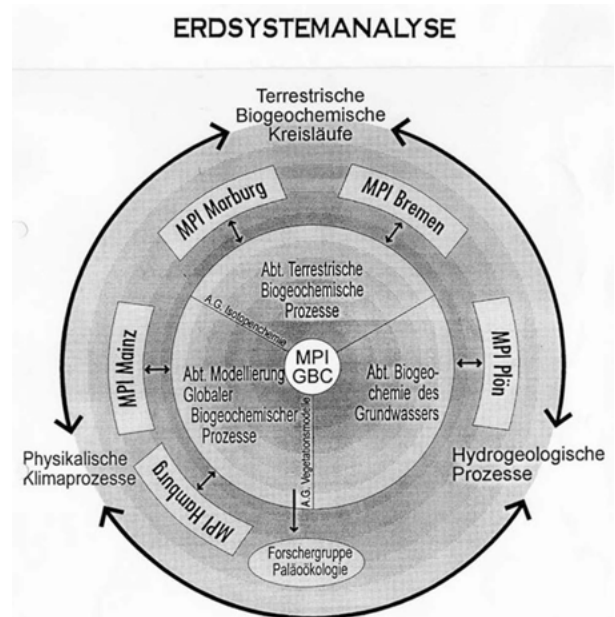 ERDSYSTEMANALYSE
Terrestrische
Biogeochemische
Kreisläufe
MPI Marburg
MPI Bremen
Abt. Terrestrische
Biogeochemische
Prozesse
A.G. Isotopenchemie
MPI Mainz
MPI
GBC
MPI Plön
Abt. Modellierung
Globaler
Biogeochemischer
Prozesse
Abt. Biogeo-
chemie des
Grundwassers
A.G. Vegetationsmodelle
Physikalische
Klimaprozesse
Hydrogeologische
Prozesse
MPI Hamburg
Forschergruppe
Paläoökologie